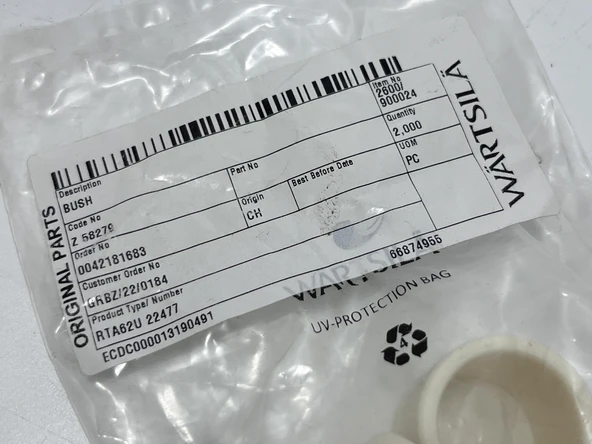 ORIGINAL PARTS
Description
BUSH
Part No
Item No
2600/
900024
Code No
Z 58279
Origin
CH
Best Before Date
Quantity
2,000
Order No
0042181683
UOM
PC
Customer Order No
GRBZ/22/0184
Product Type/ Number
RTA62U 22477
66874956
ECDC000013190491
WÄRTSILÄ
WÄRTSILÄ
UV-PROTECTION BAG
4